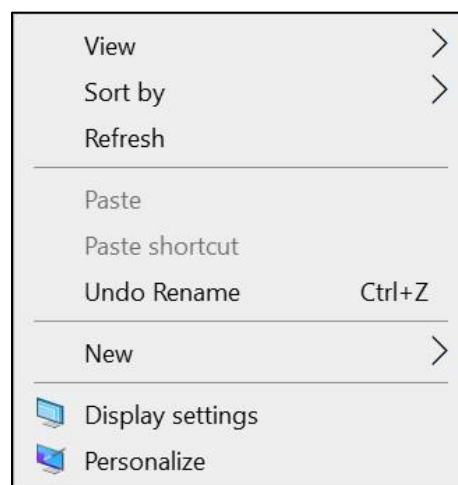 View
Sort by
Refresh
Paste
Paste shortcut
Undo Rename Ctrl+Z
New
Display settings
Personalize